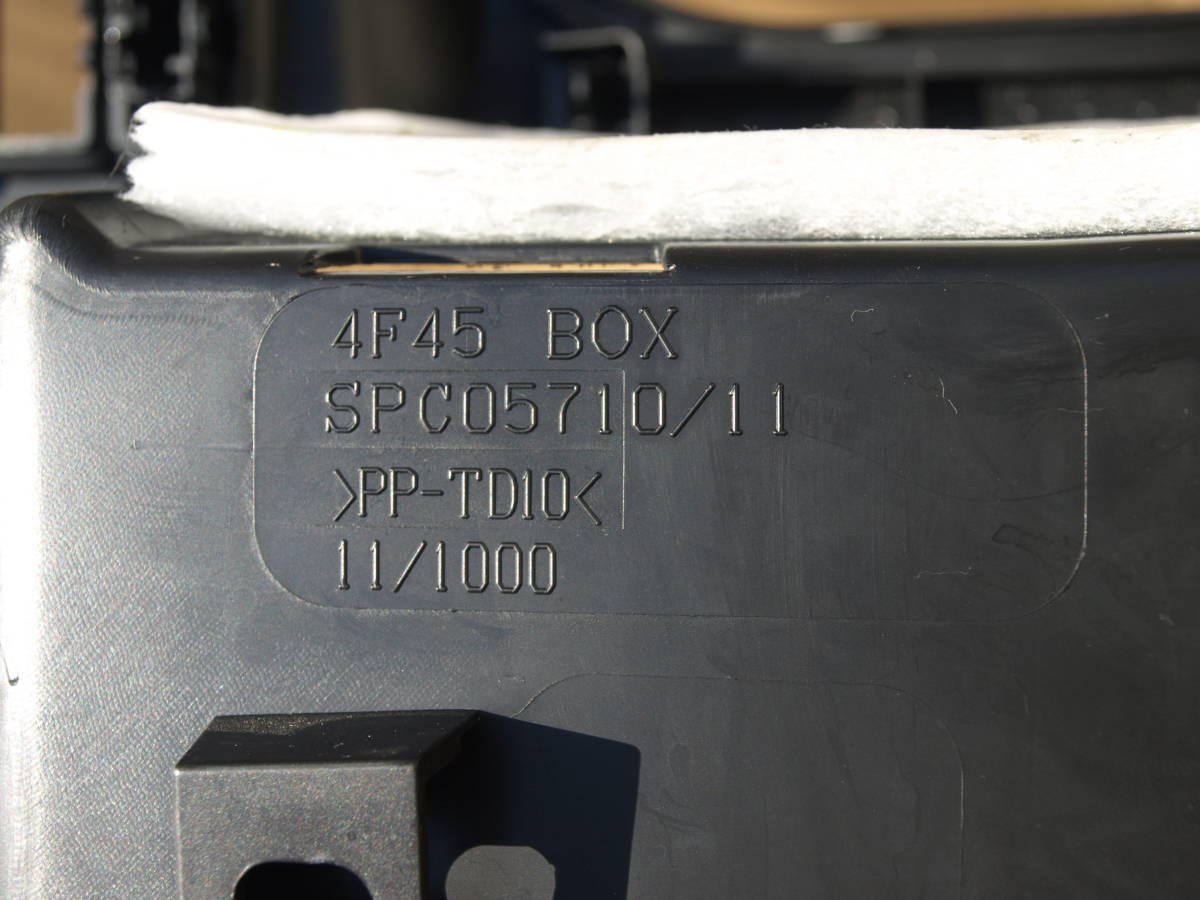 4F45 BOX
SPC05710/11
>PP-TD10<
11/1000